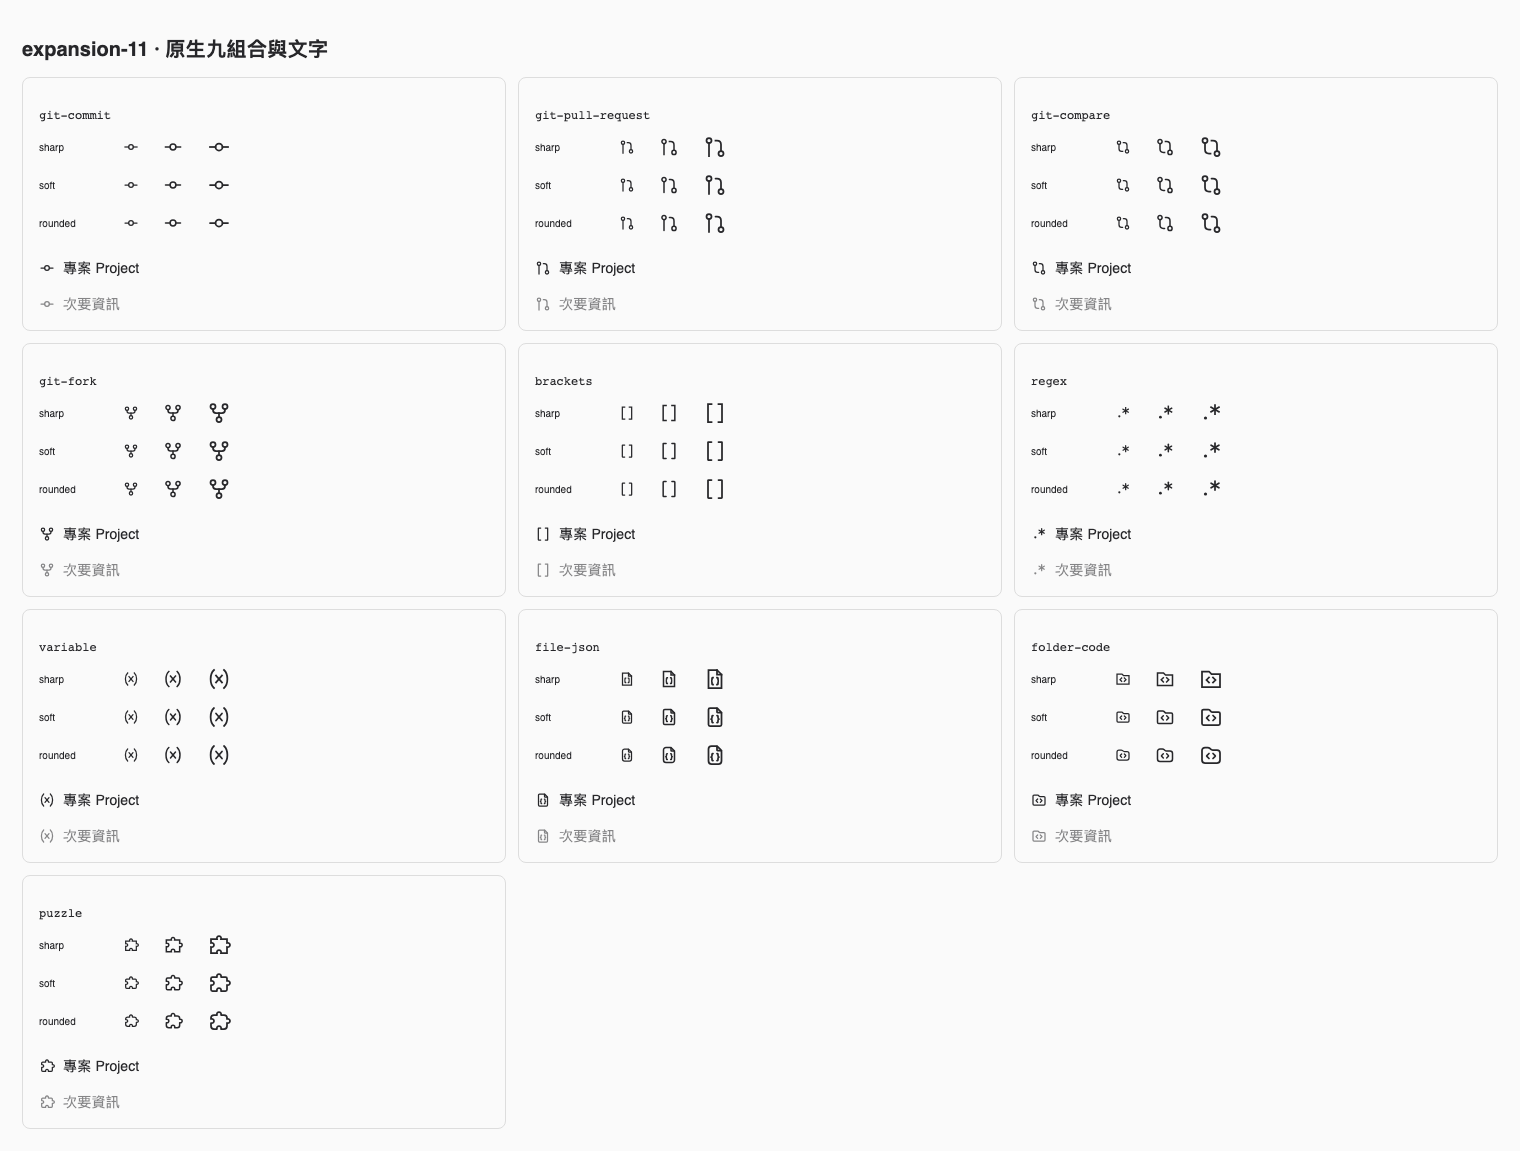 expansion-11 · 原生九組合與文字
git-commit
sharp
soft
rounded
專案 Project
次要資訊
git-pull-request
sharp
soft
rounded
專案 Project
次要資訊
git-compare
sharp
soft
rounded
專案 Project
次要資訊
git-fork
sharp
soft
rounded
專案 Project
次要資訊
brackets
sharp
soft
rounded
專案 Project
次要資訊
regex
sharp
soft
rounded
專案 Project
次要資訊
variable
sharp
soft
rounded
專案 Project
次要資訊
file-json
sharp
soft
rounded
專案 Project
次要資訊
folder-code
sharp
soft
rounded
專案 Project
次要資訊
puzzle
sharp
soft
rounded
專案 Project
次要資訊